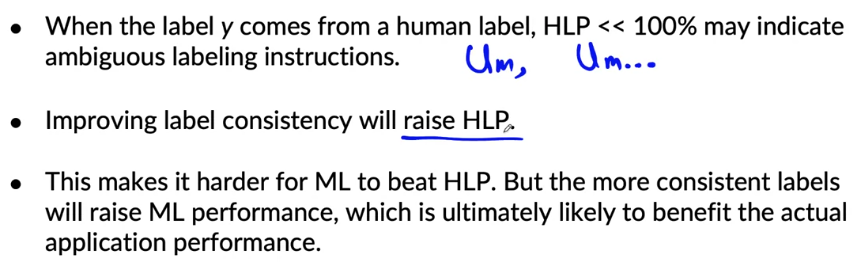 • When the label y comes from a human label, HLP << 100% may indicate
ambiguous labeling instructions.
Um, Um...
• Improving label consistency will raise HLP.
• This makes it harder for ML to beat HLP. But the more consistent labels
will raise ML performance, which is ultimately likely to benefit the actual
application performance.